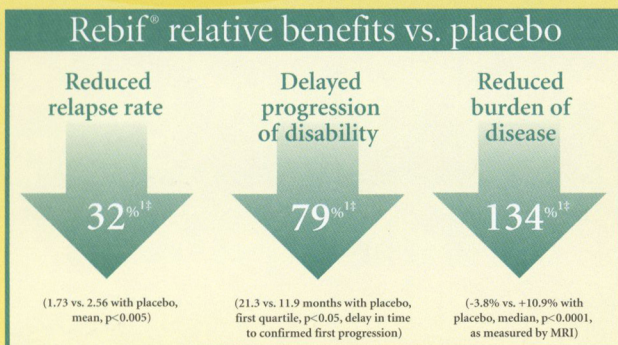 Rebif® relative benefits vs. placebo
Reduced
relapse rate
32%¹‡
(1.73 vs. 2.56 with placebo,
mean, p<0.005)
Delayed
progression
of disability
79%¹‡
(21.3 vs. 11.9 months with placebo,
first quartile, p<0.05, delay in time
to confirmed first progression)
Reduced
burden of
disease
134%¹‡
(-3.8% vs. +10.9% with
placebo, median, p<0.0001,
as measured by MRI)